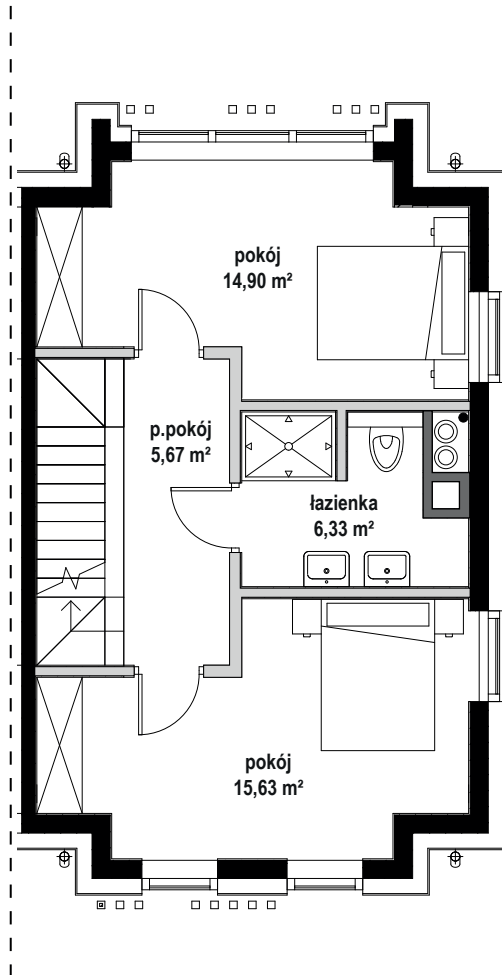 pokój
14,90 m²
p.pokój
5,67 m²
łazienka
6,33 m²
pokój
15,63 m²